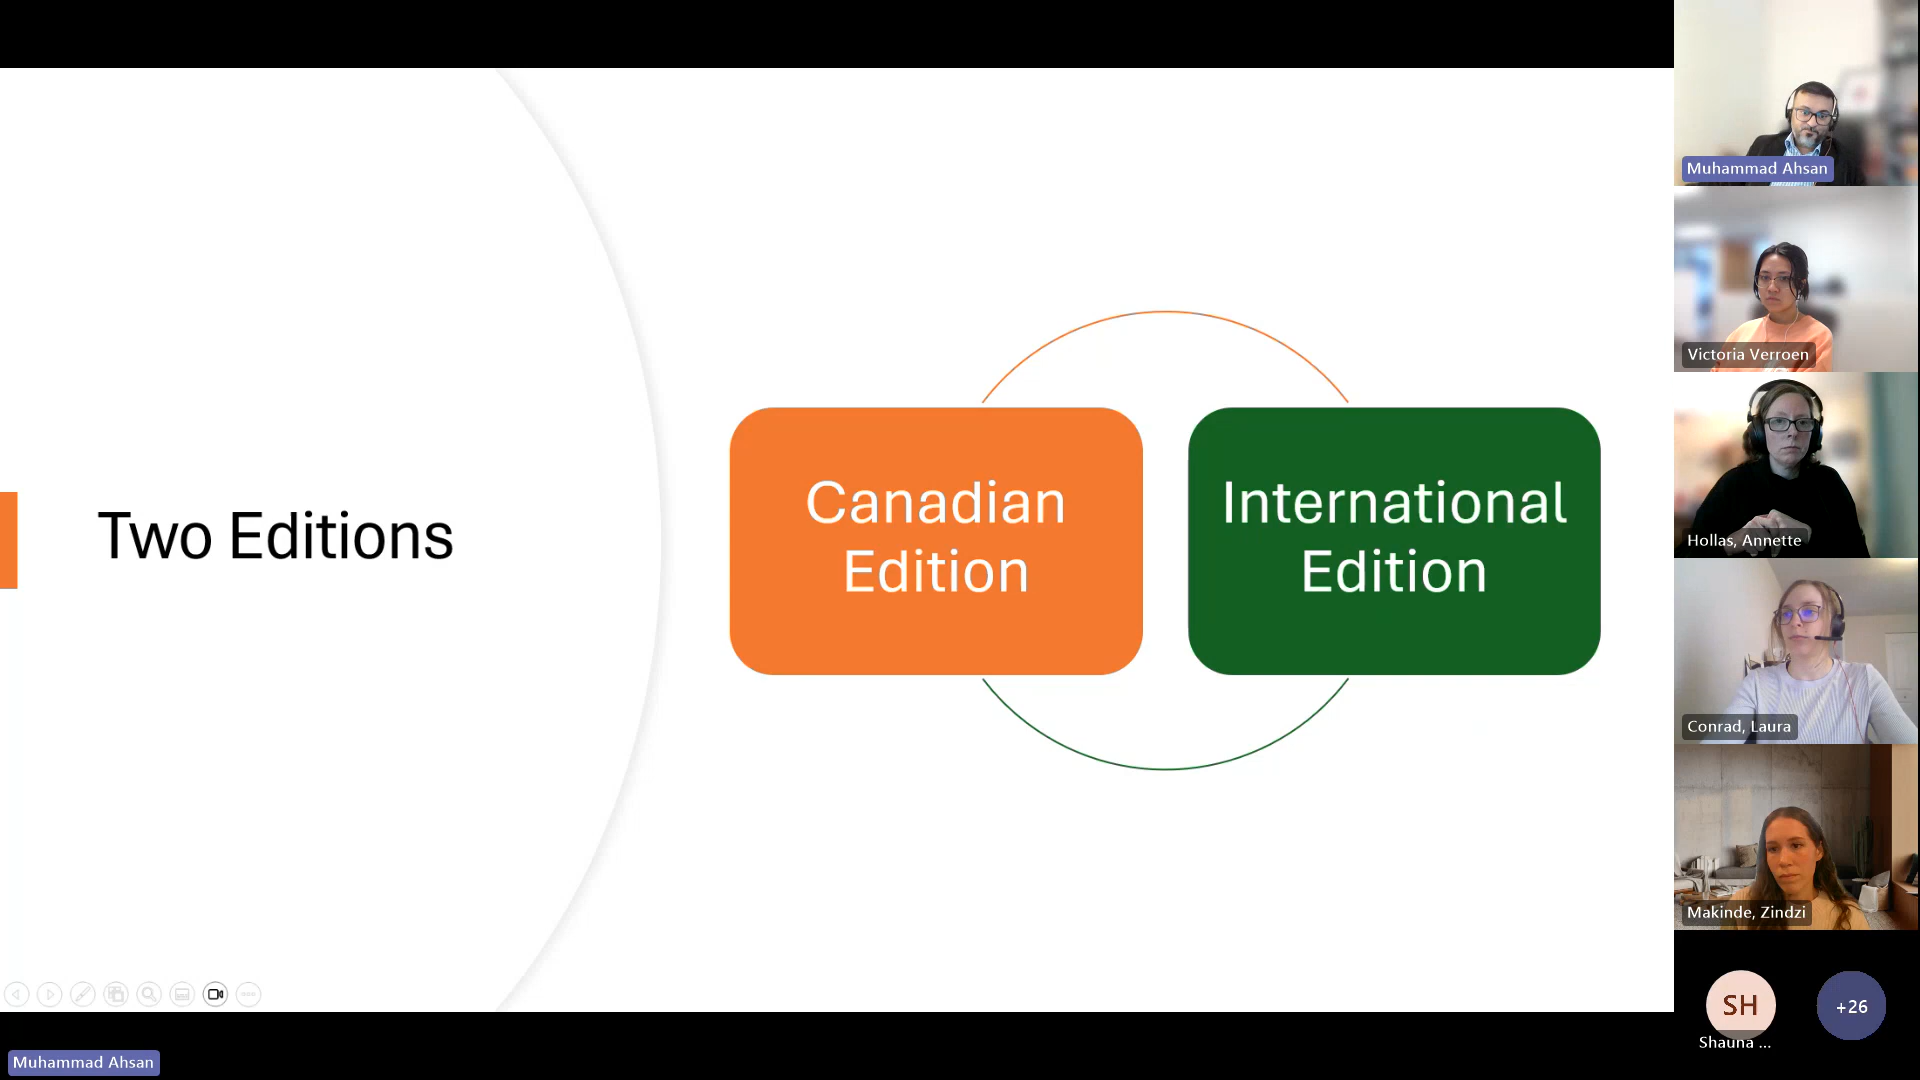 Two Editions
Canadian
Edition
International
Edition
Muhammad Ahsan
Victoria Verroen
Hollas, Annette
Conrad, Laura
Makinde, Zindzi
SH
+26
Shauna ...
Muhammad Ahsan